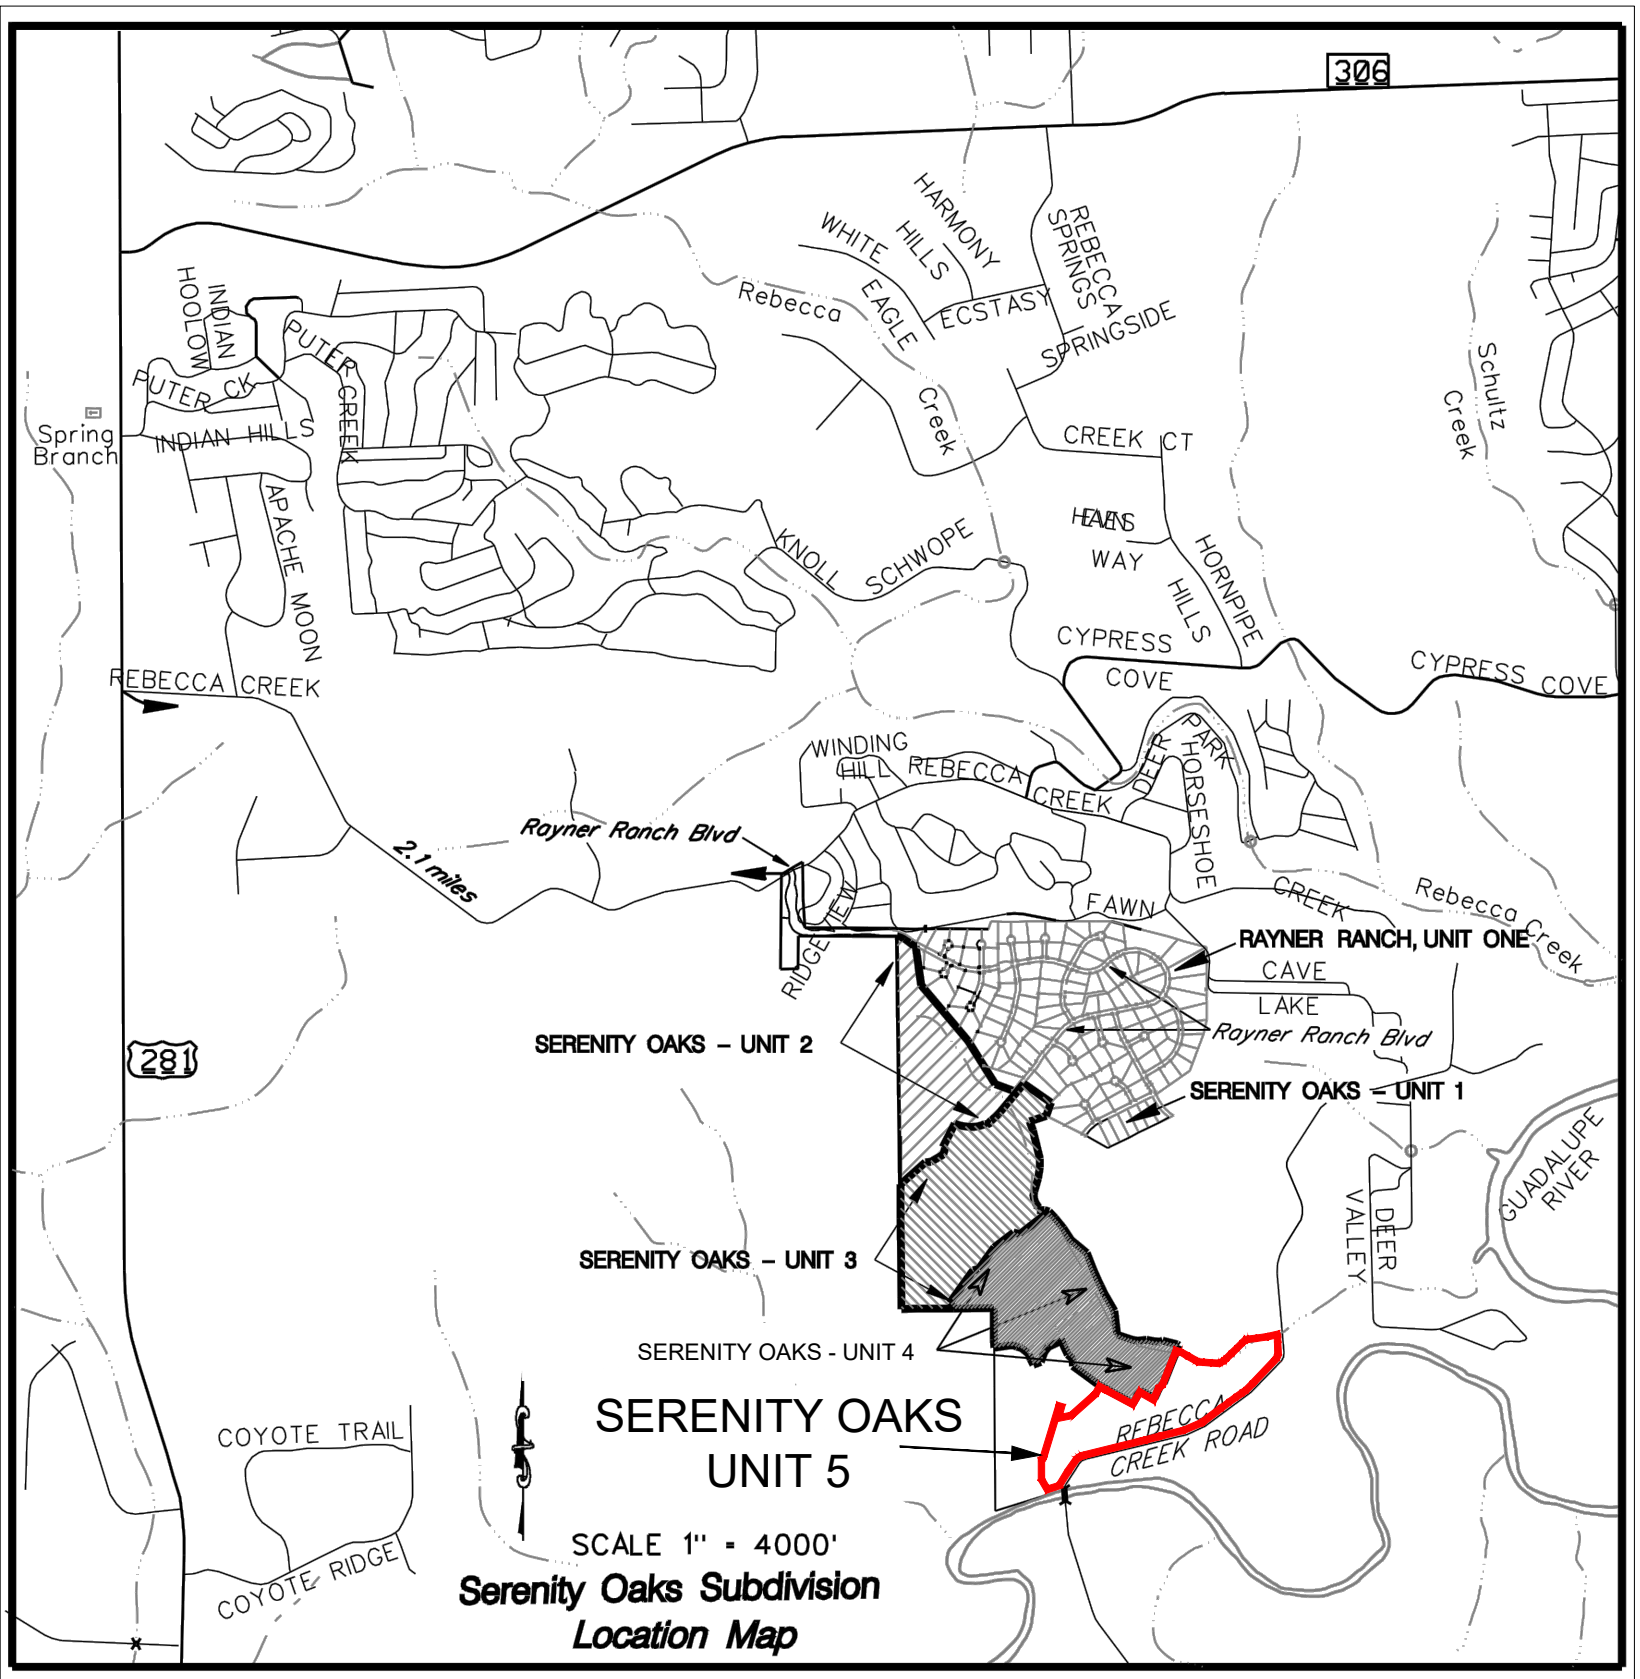 306
HARMONY
HILLS
WHITE
EAGLE
REBECCA
SPRINGS
Rebecca
ECSTASY
SPRINGSIDE
INDIAN
HOOLOW
PUTER
CREEK
PUTER CK
Schultz
Creek
Creek
Spring
Branch
INDIAN HILLS
CREEK CT
APACHE MOON
KNOLL
SCHWOPE
WAY
HORNPIPE
HILLS
CYPRESS
COVE
CYPRESS
COVE
REBECCA CREEK
WINDING
HILL
REBECCA
CREEK
DEER
PARK
HORSESHOE
Rayner Ranch Blvd
2.1 miles
RIDGEVIEW
FAWN
CREEK
Rebecca
Creek
RAYNER RANCH, UNIT ONE
CAVE
LAKE
Rayner Ranch Blvd
SERENITY OAKS - UNIT 2
281
SERENITY OAKS - UNIT 1
GUADALUPE
RIVER
DEER
VALLEY
SERENITY OAKS - UNIT 3
SERENITY OAKS - UNIT 4
SERENITY OAKS
UNIT 5
REBECCA
CREEK ROAD
COYOTE TRAIL
COYOTE RIDGE
SCALE 1" = 4000'
Serenity Oaks Subdivision
Location Map